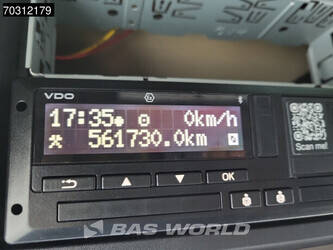 70312179
VDO
17:35 0km/h
561730.0km
OK
Scan me!
BAS WORLD